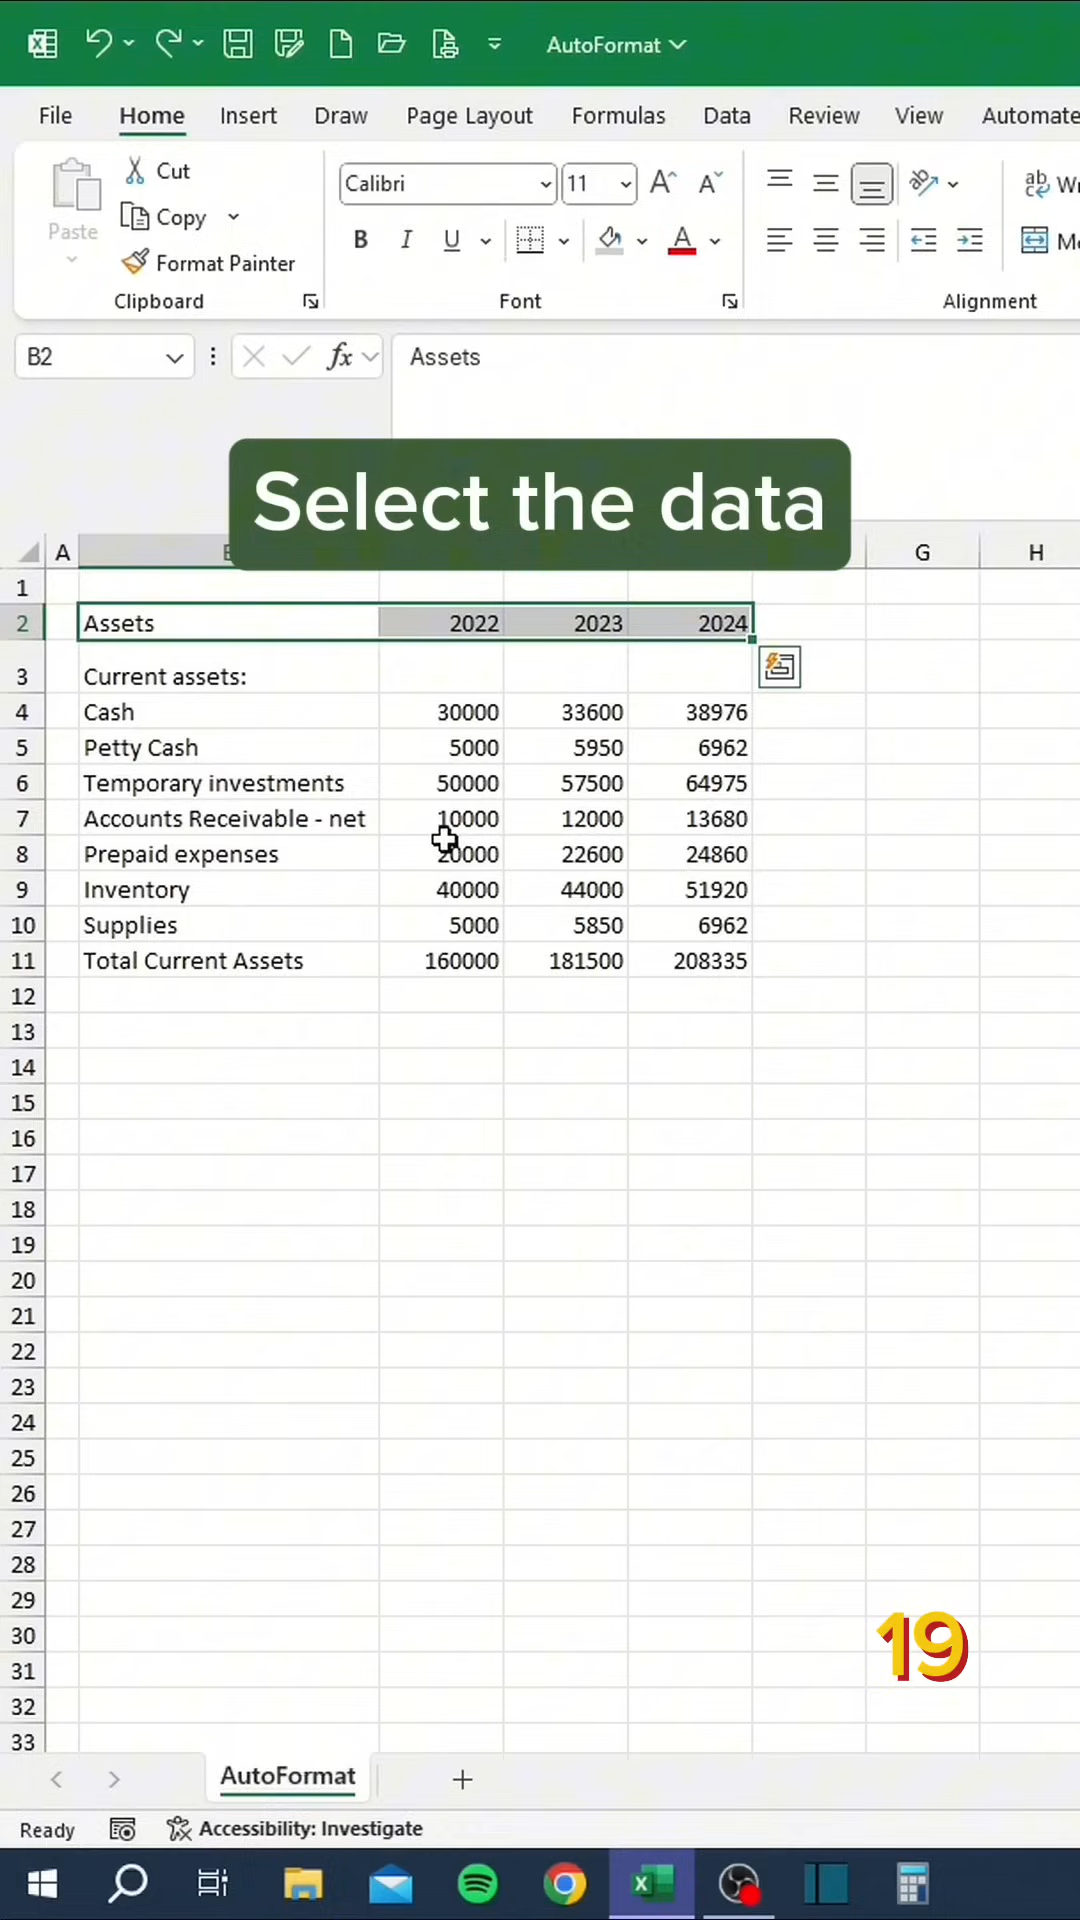 AutoFormat
File Home Insert Draw Page Layout Formulas Data Review View Automate
Paste
Cut
Copy
Format Painter
Clipboard
Calibri 11
B I U A
Font
Wr
Me
Alignment
B2 fx Assets
Select the data
A G H
1
2 Assets 2022 2023 2024
3 Current assets:
4 Cash 30000 33600 38976
5 Petty Cash 5000 5950 6962
6 Temporary investments 50000 57500 64975
7 Accounts Receivable - net 10000 12000 13680
8 Prepaid expenses 20000 22600 24860
9 Inventory 40000 44000 51920
10 Supplies 5000 5850 6962
11 Total Current Assets 160000 181500 208335
12
13
14
15
16
17
18
19
20
21
22
23
24
25
26
27
28
29
30
19
31
32
33
AutoFormat
Ready Accessibility: Investigate